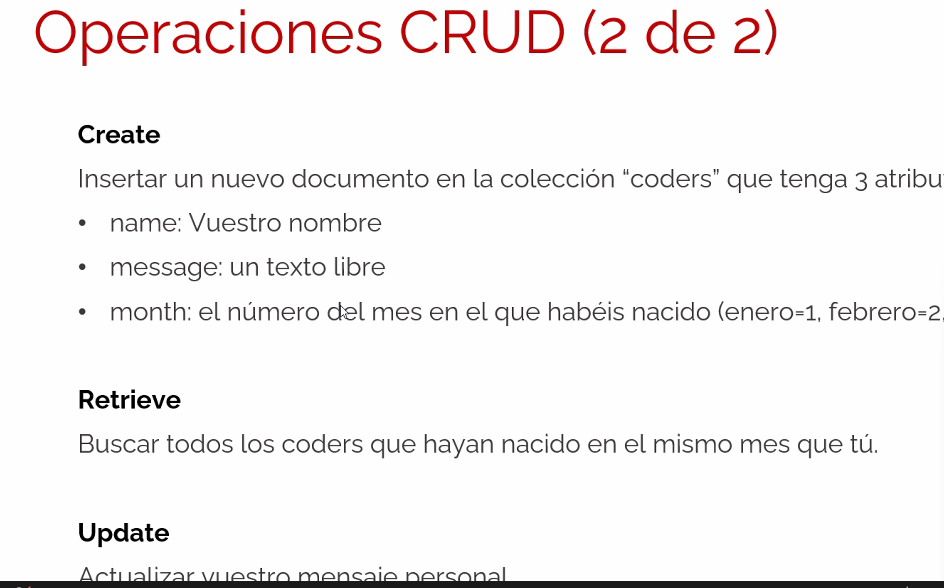 Operaciones CRUD (2 de 2)
Create
Insertar un nuevo documento en la colección “coders” que tenga 3
• name: Vuestro nombre
• message: un texto libre
• month: el número del mes en el que habéis nacido (enero=1, febrero=2,
Retrieve
Buscar todos los coders que hayan nacido en el mismo mes que tú.
Update
Actualizar vuestro mensaje personal